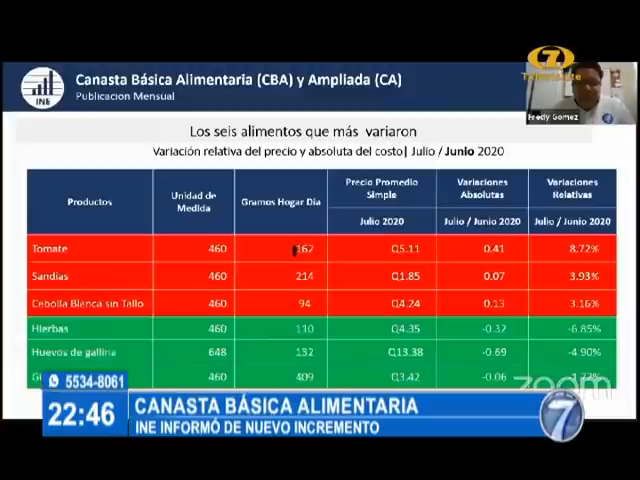 INE
Canasta Básica Alimentaria (CBA) y Ampliada (CA)
Publicacion Mensual
7
Fredy Gomez
Los seis alimentos que más variaron
Variación relativa del precio y absoluta del costo| Julio / Junio 2020
Productos Unidad de Medida Gramos Hogar Día Precio Promedio Simple Variaciones Absolutas Variaciones Relativas
Julio 2020 Julio / Junio 2020 Julio / Junio 2020
Tomate 460 162 Q5.11 0.41 8.72%
Sandias 460 214 Q1.85 0.07 3.93%
Cebolla Blenca sin Tallo 460 94 Q4.24 0.13 3.16%
Hierbas 460 110 Q4.35 -0.32 -6.85%
Huevos de gallina 648 132 Q13.38 -0.69 -4.90%
460 409 Q3.42 -0.06
zoom
5534-8061
22:46
CANASTA BÁSICA ALIMENTARIA
INE INFORMÓ DE NUEVO INCREMENTO
7